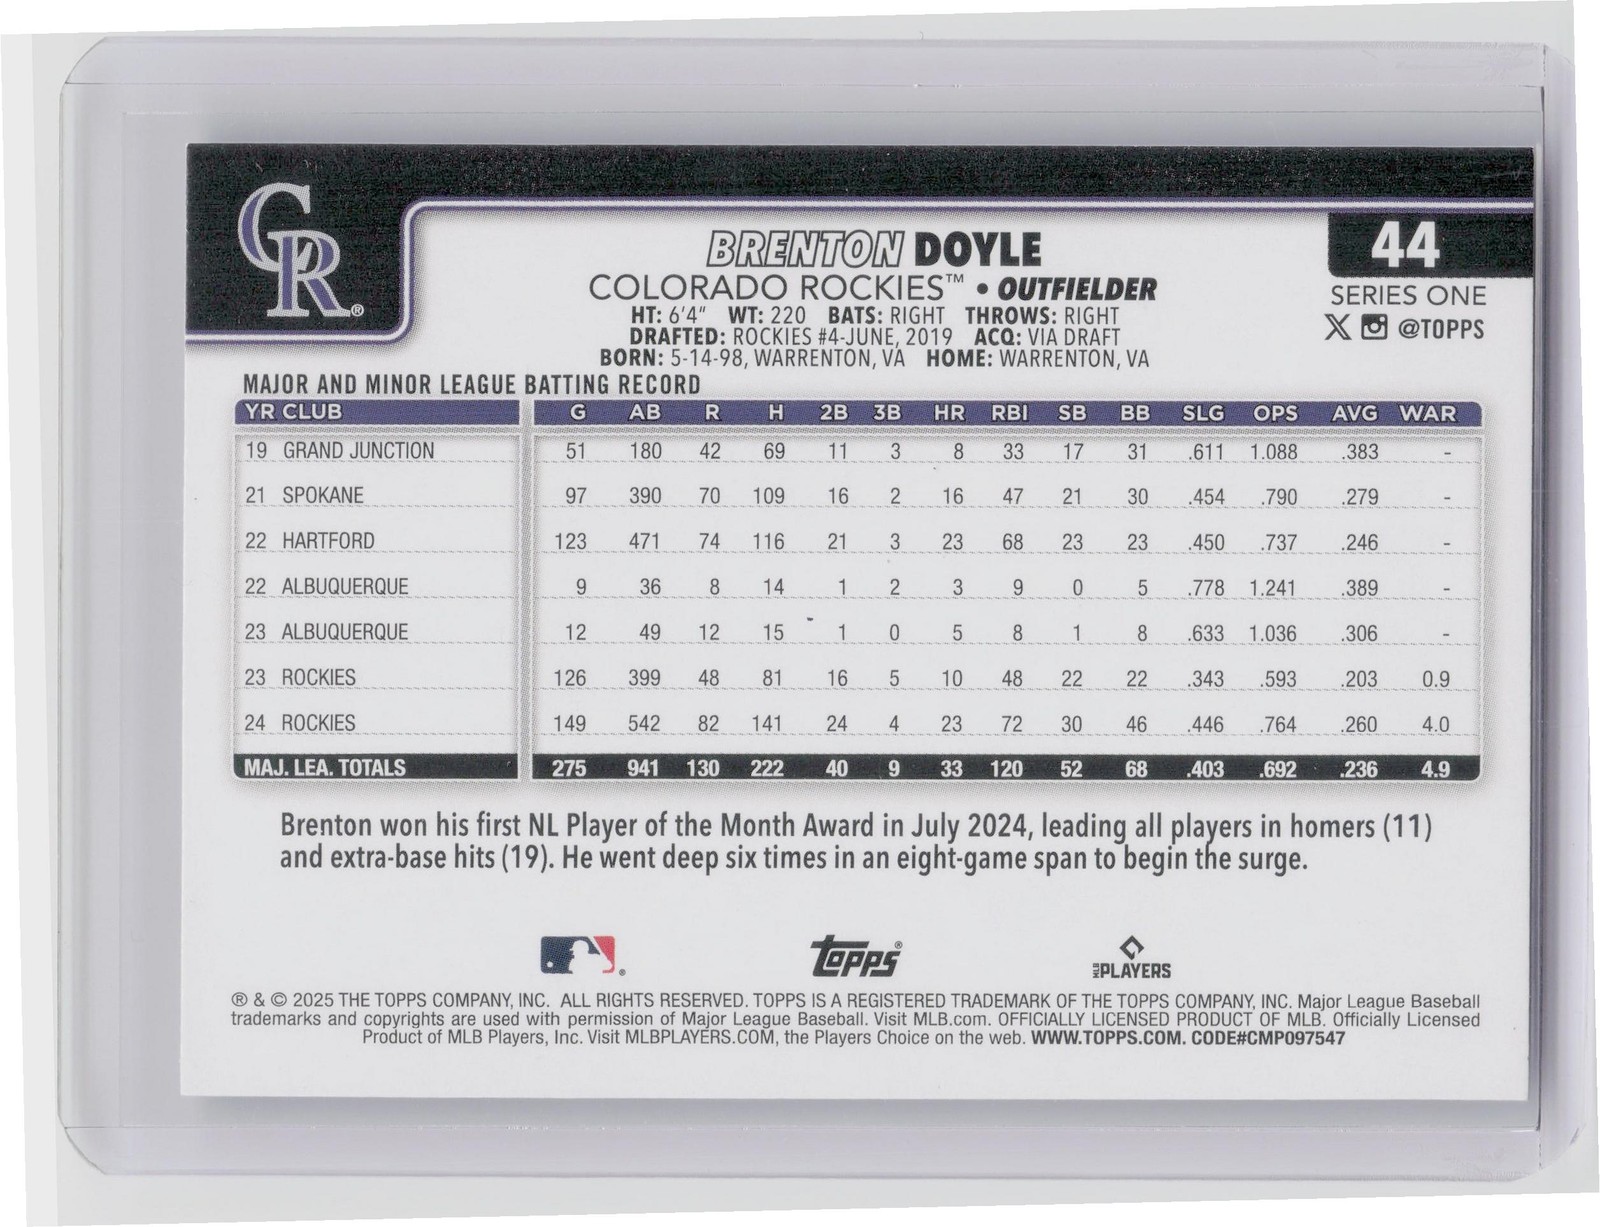 CR®
BRENTON DOYLE
COLORADO ROCKIES™ • OUTFIELDER
HT: 6'4" WT: 220 BATS: RIGHT THROWS: RIGHT
DRAFTED: ROCKIES #4-JUNE, 2019 ACQ: VIA DRAFT
BORN: 5-14-98, WARRENTON, VA HOME: WARRENTON, VA
44
SERIES ONE
X @TOPPS
MAJOR AND MINOR LEAGUE BATTING RECORD
YR CLUB G AB R H 2B 3B HR RBI SB BB SLG OPS AVG WAR
19 GRAND JUNCTION 51 180 42 69 11 3 8 33 17 31 .611 1.088 .383 -
21 SPOKANE 97 390 70 109 16 2 16 47 21 30 .454 .790 .279 -
22 HARTFORD 123 471 74 116 21 3 23 68 23 23 .450 .737 .246 -
22 ALBUQUERQUE 9 36 8 14 1 2 3 9 0 5 .778 1.241 .389 -
23 ALBUQUERQUE 12 49 12 15 1 0 5 8 1 8 .633 1.036 .306 -
23 ROCKIES 126 399 48 81 16 5 10 48 22 22 .343 .593 .203 0.9
24 ROCKIES 149 542 82 141 24 4 23 72 30 46 .446 .764 .260 4.0
MAJ. LEA. TOTALS 275 941 130 222 40 9 33 120 52 68 .403 .692 .236 4.9
Brenton won his first NL Player of the Month Award in July 2024, leading all players in homers (11)
and extra-base hits (19). He went deep six times in an eight-game span to begin the surge.
®
Topps®
MLB PLAYERS
® & © 2025 THE TOPPS COMPANY, INC. ALL RIGHTS RESERVED. TOPPS IS A REGISTERED TRADEMARK OF THE TOPPS COMPANY, INC. Major League Baseball
trademarks and copyrights are used with permission of Major League Baseball. Visit MLB.com. OFFICIALLY LICENSED PRODUCT OF MLB. Officially Licensed
Product of MLB Players, Inc. Visit MLBPLAYERS.COM, the Players Choice on the web. WWW.TOPPS.COM. CODE#CMP097547